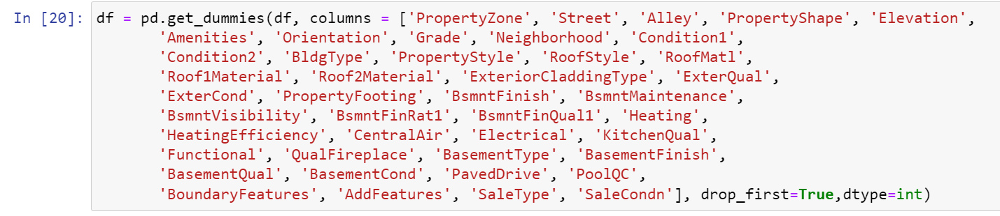 In [20]: df = pd.get_dummies(df, columns = ['PropertyZone', 'Street', 'Alley', 'PropertyShape', 'Elevation',
'Amenities', 'Orientation', 'Grade', 'Neighborhood', 'Condition1',
'Condition2', 'BldgType', 'PropertyStyle', 'RoofStyle', 'RoofMatl',
'Roof1Material', 'Roof2Material', 'ExteriorCladdingType', 'ExterQual',
'ExterCond', 'PropertyFooting', 'BsmntFinish', 'BsmntMaintenance',
'BsmntVisibility', 'BsmntFinRat1', 'BsmntFinQual1', 'Heating',
'HeatingEfficiency', 'CentralAir', 'Electrical', 'KitchenQual',
'Functional', 'QualFireplace', 'BasementType', 'BasementFinish',
'BasementQual', 'BasementCond', 'PavedDrive', 'PoolQC',
'BoundaryFeatures', 'AddFeatures', 'SaleType', 'SaleCondn'], drop_first=True,dtype=int)